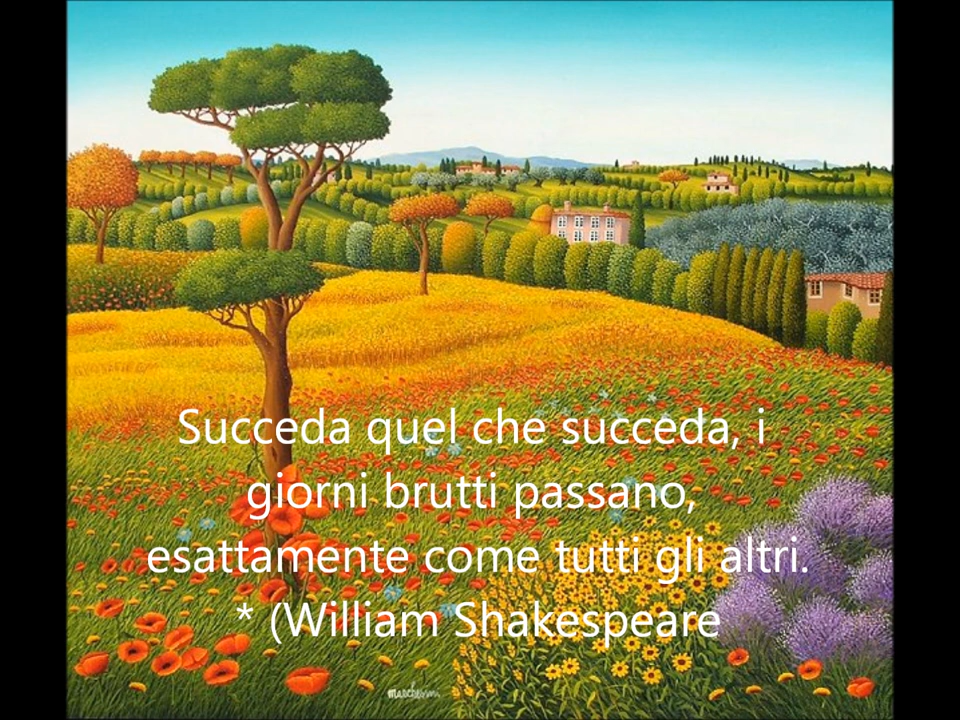 Succeda quel che succeda, i
giorni brutti passano,
esattamente come tutti gli altri.
* (William Shakespeare